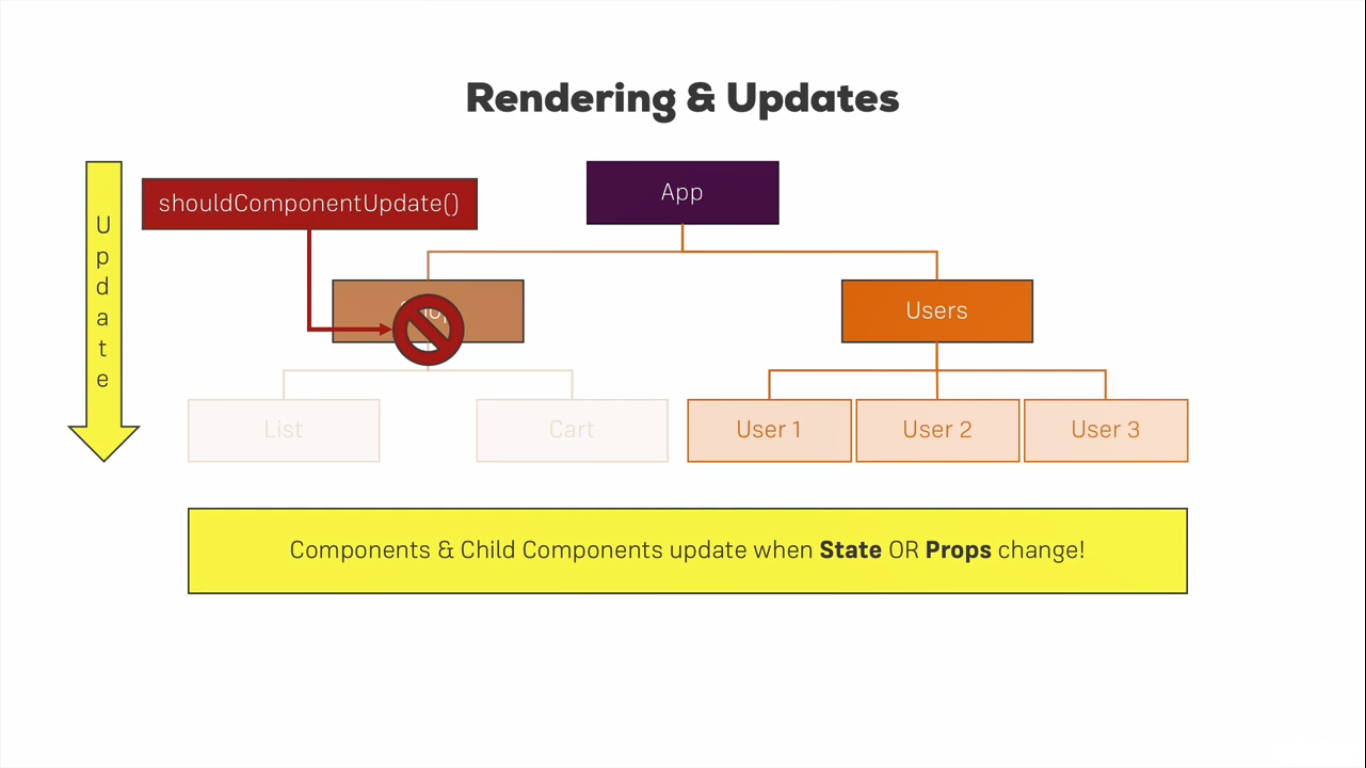 Rendering & Updates
Update
shouldComponentUpdate()
App
Users
List
Cart
User 1
User 2
User 3
Components & Child Components update when State OR Props change!